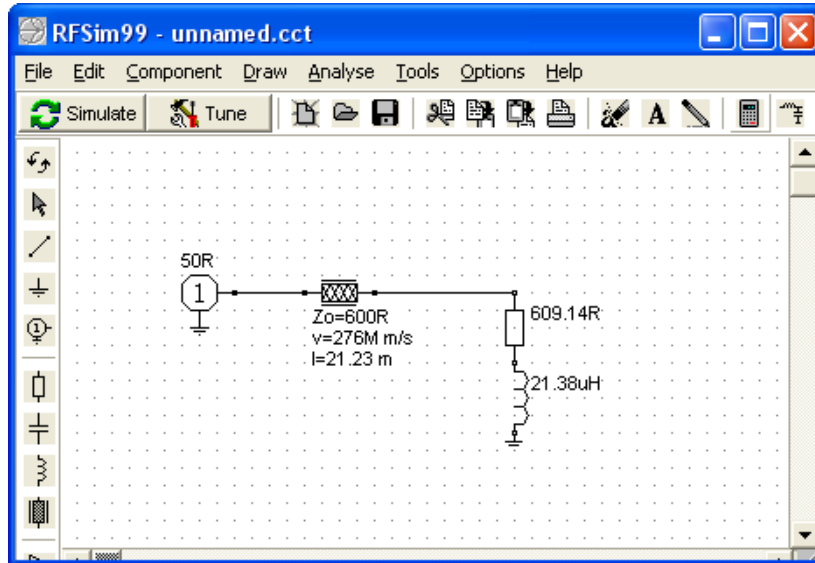 RFSim99 - unnamed.cct
File Edit Component Draw Analyse Tools Options Help
Simulate Tune A
50R
1
Zo=600R
v=276M m/s
l=21.23 m
609.14R
21.38uH
1